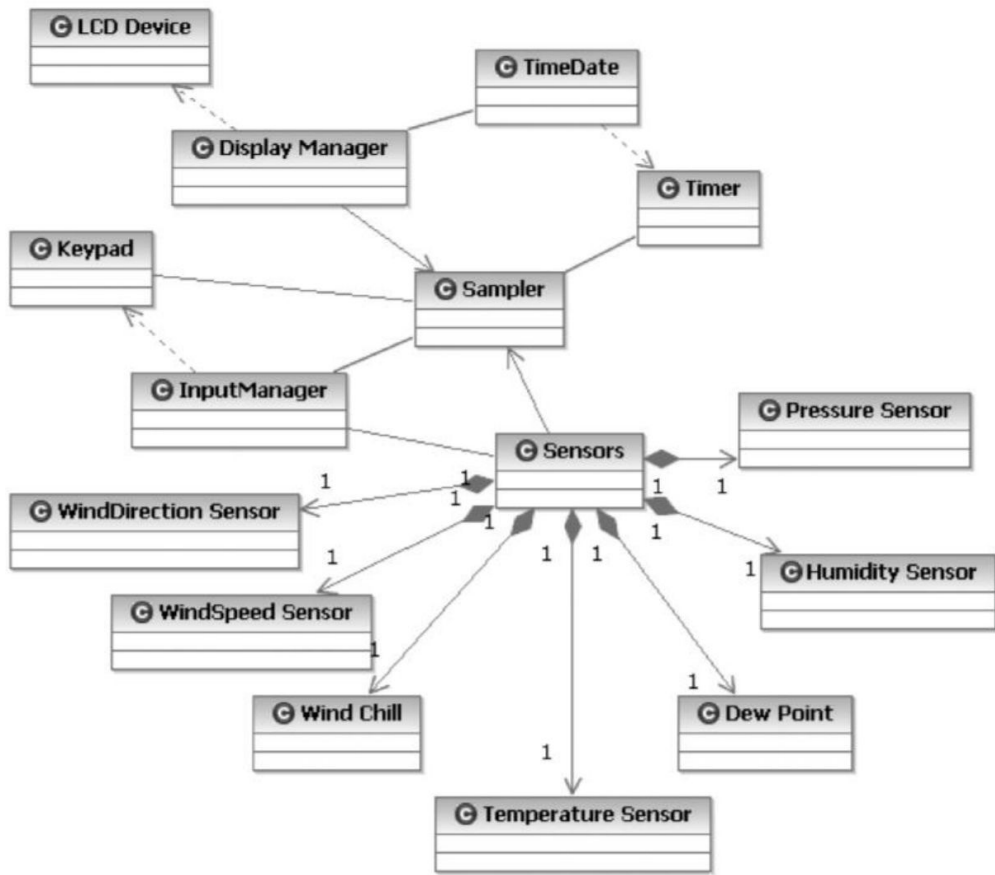 C LCD Device
C TimeDate
C Display Manager
C Timer
C Keypad
C Sampler
C InputManager
C Pressure Sensor
C Sensors
1
1
1
1
1
C WindDirection Sensor
1
1
1
1
1
1
C Humidity Sensor
C WindSpeed Sensor
1
1
C Wind Chill
C Dew Point
1
C Temperature Sensor